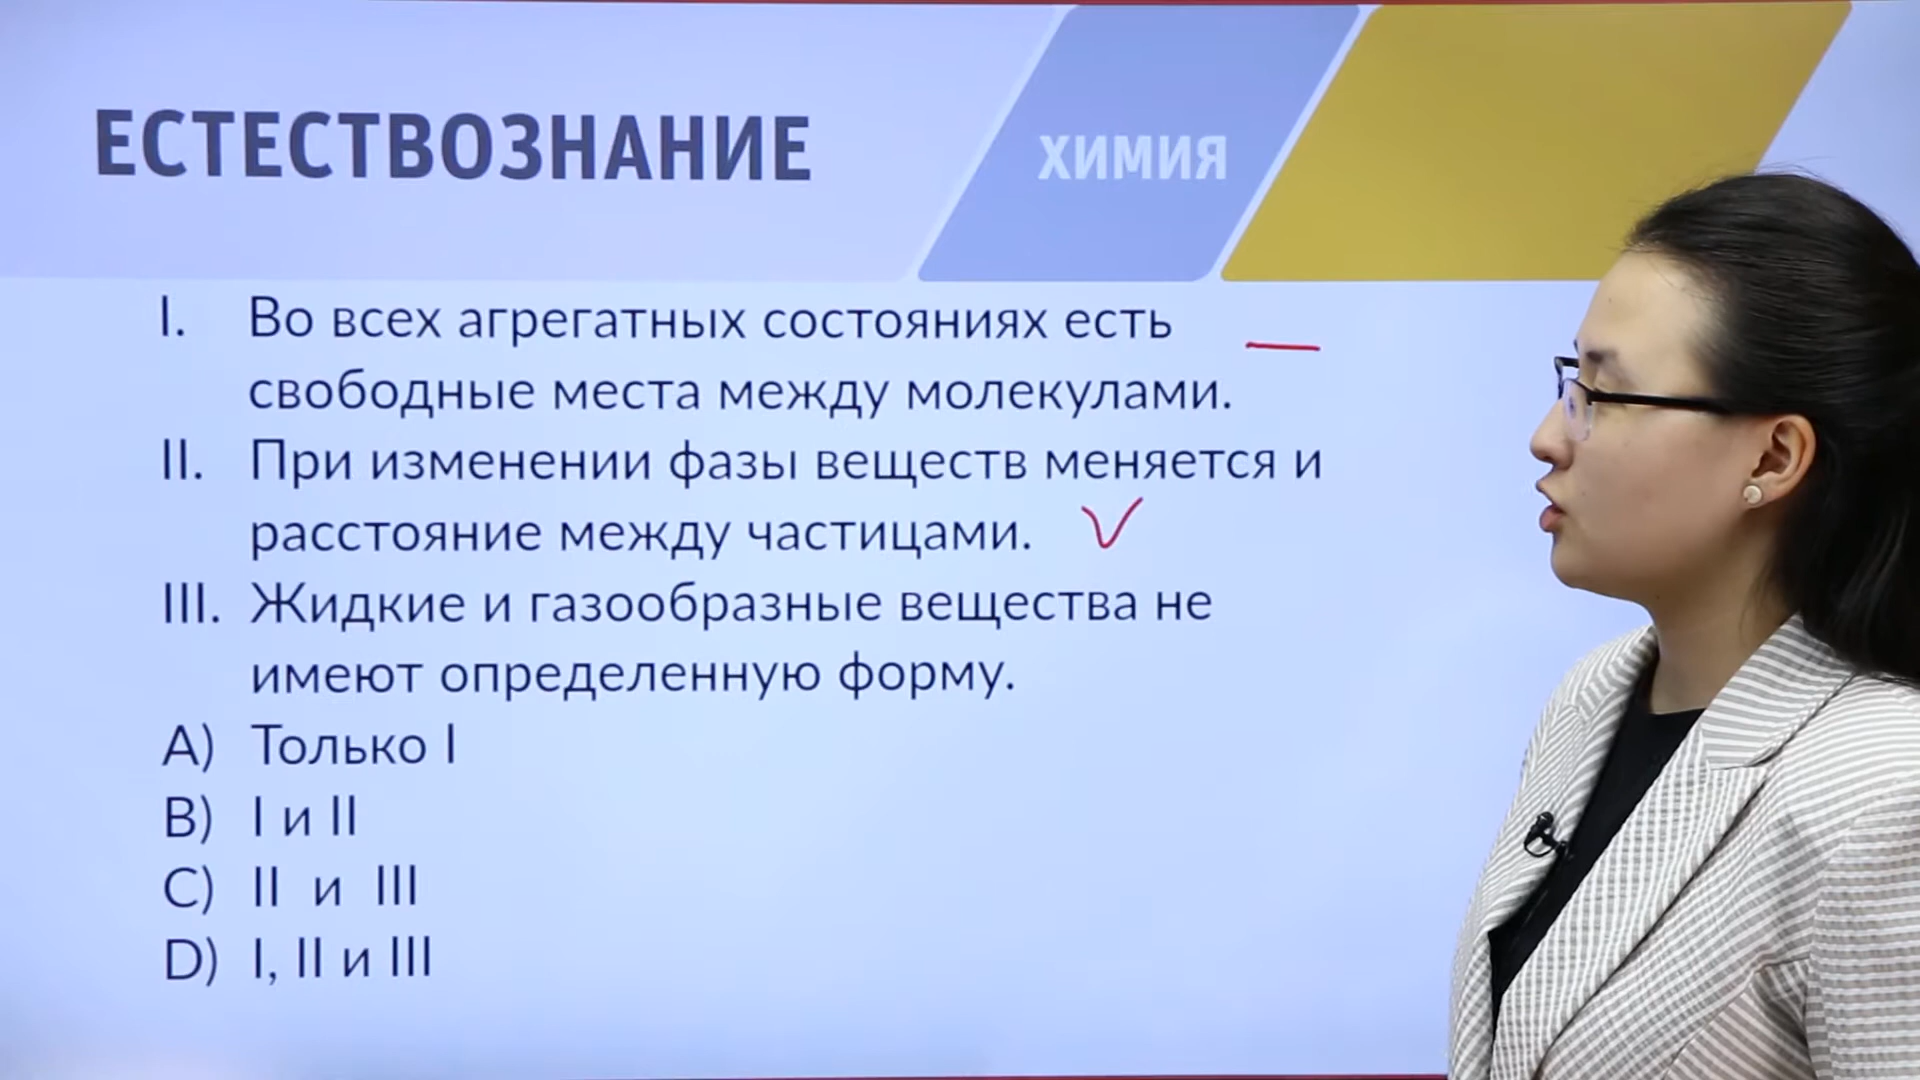 ЕСТЕСТВОЗНАНИЕ
ХИМИЯ
I. Во всех агрегатных состояниях есть
свободные места между молекулами.
II. При изменении фазы веществ меняется и
расстояние между частицами.
III. Жидкие и газообразные вещества не
имеют определенную форму.
A) Только I
B) I и II
C) II и III
D) I, II и III